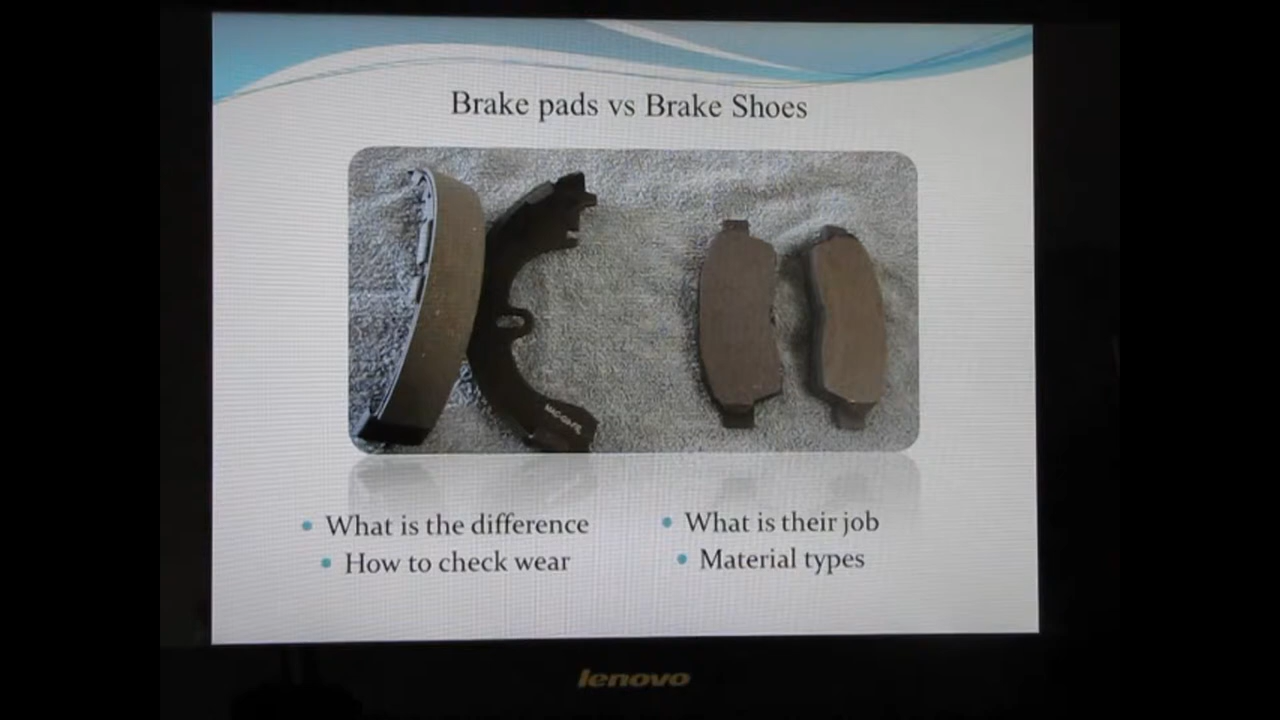 Brake pads vs Brake Shoes
What is the difference
How to check wear
What is their job
Material types
lenovo